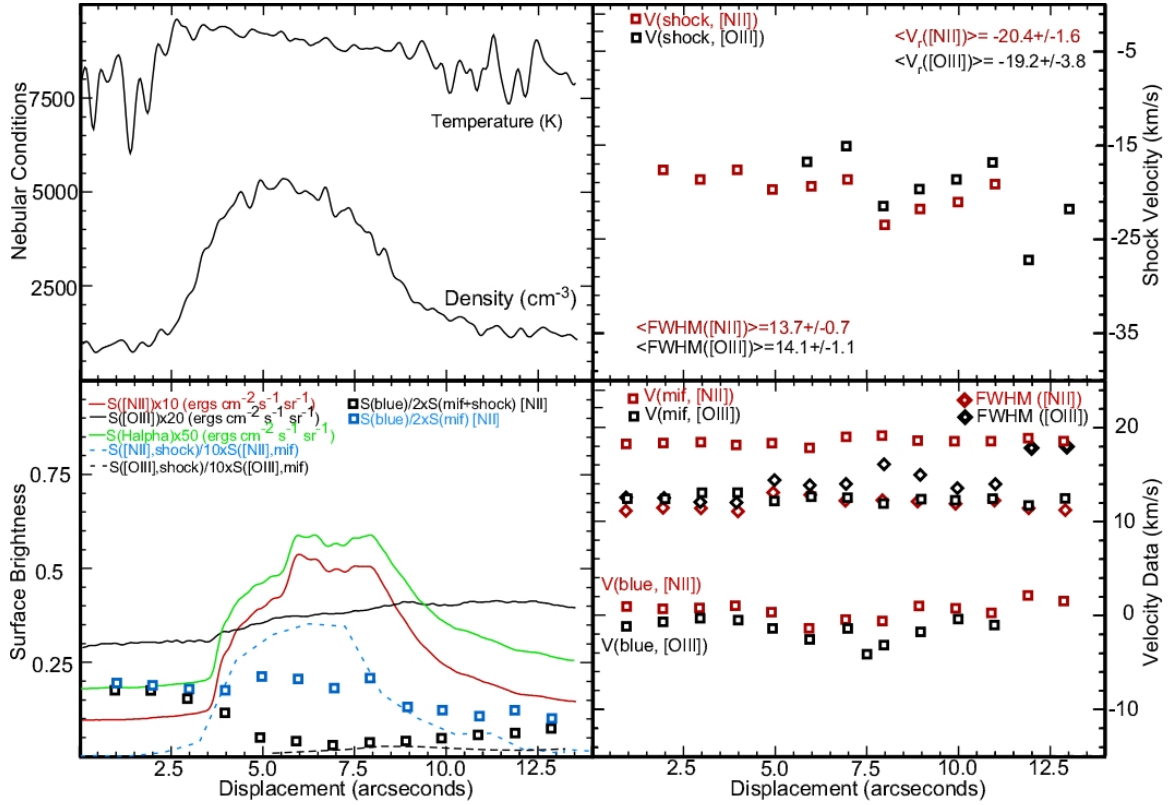 Nebular Conditions
7500
5000
2500
Temperature (K)
Density (cm-3)
V(shock, [NII])
V(shock, [OIII])
<Vr([NII])>= -20.4+/-1.6
<Vr([OIII])>= -19.2+/-3.8
<FWHM([NII])>=13.7+/-0.7
<FWHM([OIII])>=14.1+/-1.1
-5
-15
-25
-35
Shock Velocity (km/s)
Surface Brightness
0.75
0.5
0.25
S([NII])x10 (ergs cm-2 s-1 sr-1)
S([OIII])x20 (ergs cm-2 s-1 sr-1)
S(Halpha)x50 (ergs cm-2 s-1 sr-1)
S([NII],shock)/10xS([NII],mif)
S([OIII],shock)/10xS([OIII],mif)
S(blue)/2xS(mif+shock) [NII]
S(blue)/2xS(mif) [NII]
2.5 5.0 7.5 10.0 12.5
Displacement (arcseconds)
V(mif, [NII])
V(mif, [OIII])
FWHM ([NII])
FWHM ([OIII])
V(blue, [NII])
V(blue, [OIII])
20
10
0
-10
Velocity Data (km/s)
2.5 5.0 7.5 10.0 12.5
Displacement (arcseconds)